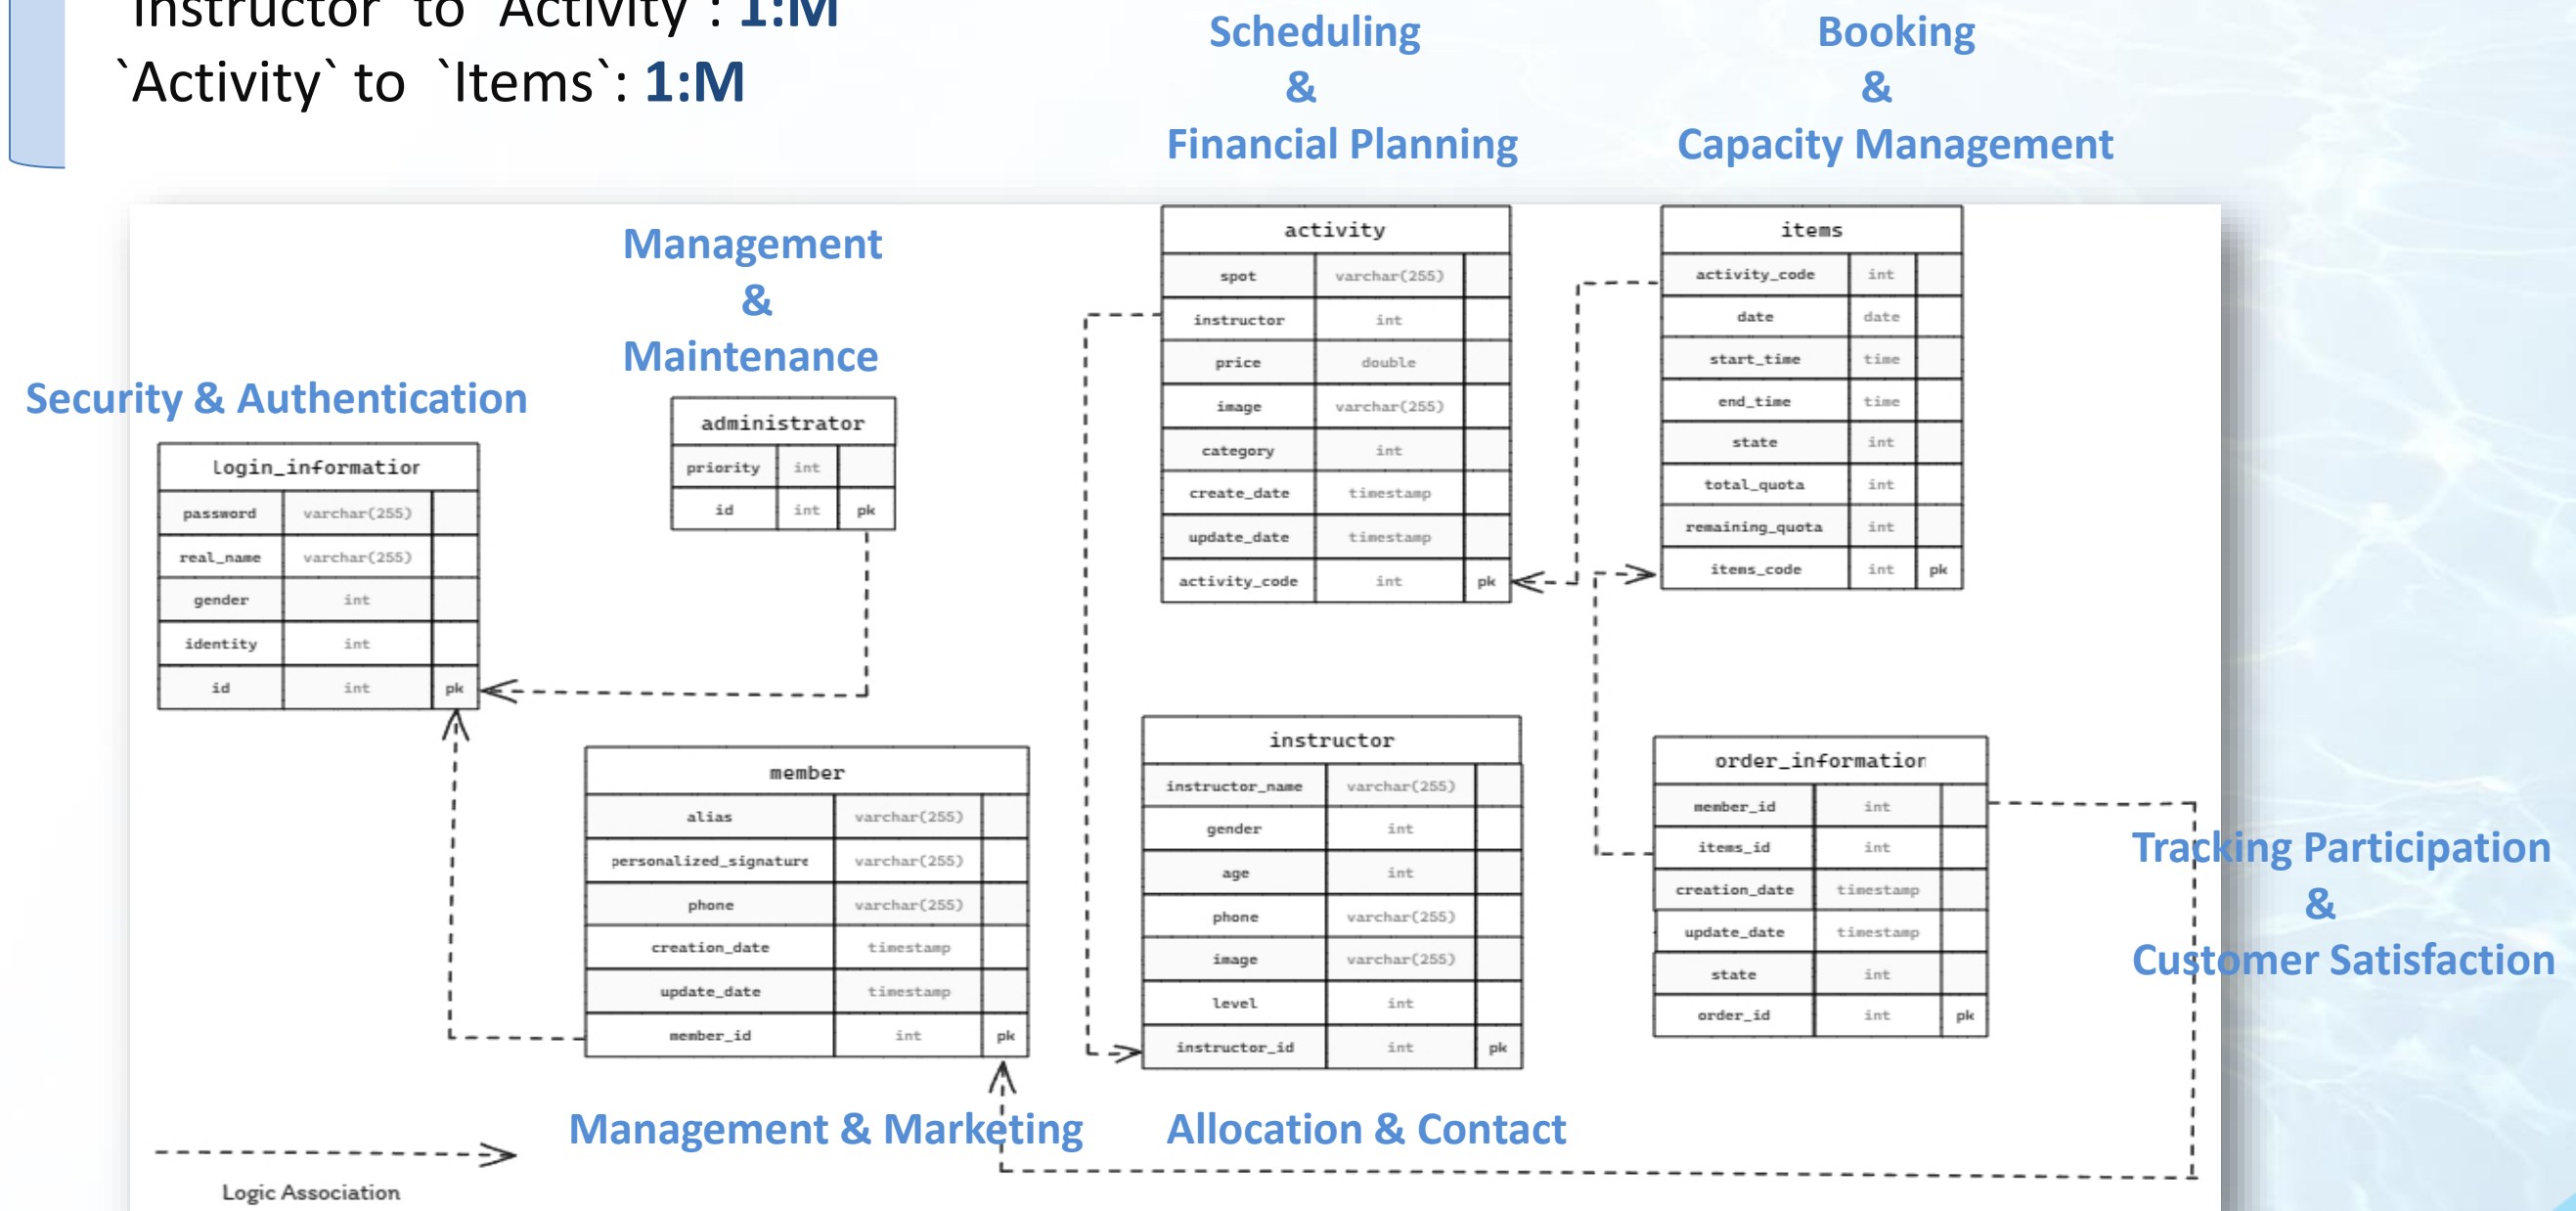 `Instructor` to `Activity`: 1:M
`Activity` to `Items`: 1:M
Scheduling
&
Financial Planning
Booking
&
Capacity Management
Management
&
Maintenance
Security & Authentication
login_information
password varchar(255)
real_name varchar(255)
gender int
identity int
id int pk
administrator
priority int
id int pk
activity
spot varchar(255)
instructor int
price double
image varchar(255)
category int
create_date timestamp
update_date timestamp
activity_code int pk
items
activity_code int
date date
start_time time
end_time time
state int
total_quota int
remaining_quota int
items_code int pk
member
alias varchar(255)
personalized_signature varchar(255)
phone varchar(255)
creation_date timestamp
update_date timestamp
member_id int pk
instructor
instructor_name varchar(255)
gender int
age int
phone varchar(255)
image varchar(255)
level int
instructor_id int pk
order_information
member_id int
items_id int
creation_date timestamp
update_date timestamp
state int
order_id int pk
Tracking Participation
&
Customer Satisfaction
Management & Marketing
Allocation & Contact
Logic Association